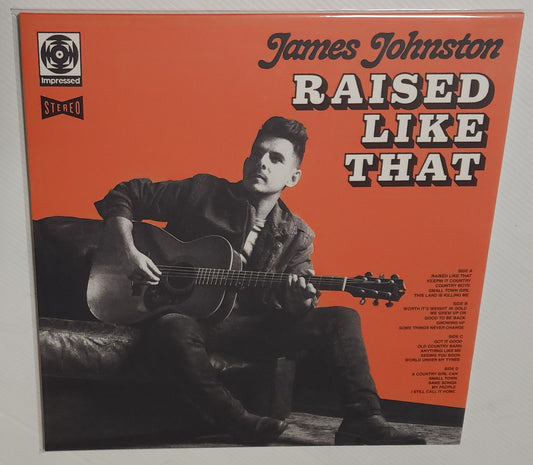 Impressed
STEREO
James Johnston
RAISED
LIKE
THAT
SIDE A
RAISED LIKE THAT
KEEPIN IT COUNTRY
COUNTRY BOYS
SMALL TOWN GIRL
THIS LAND IS KILLING ME
SIDE B
WORTH IT'S WEIGHT IN GOLD
WE GREW UP ON
GOOD TO BE BACK
GROWING UP
SOME THINGS NEVER CHANGE
SIDE C
GOT IT GOOD
OLD COUNTRY BARN
ANYTHING LIKE ME
SEEING YOU SOON
WORLD UNDER MY TYRES
SIDE D
A COUNTRY GIRL CAN
SMALL TOWN
SAME SONGS
MY PEOPLE
I STILL CALL IT HOME